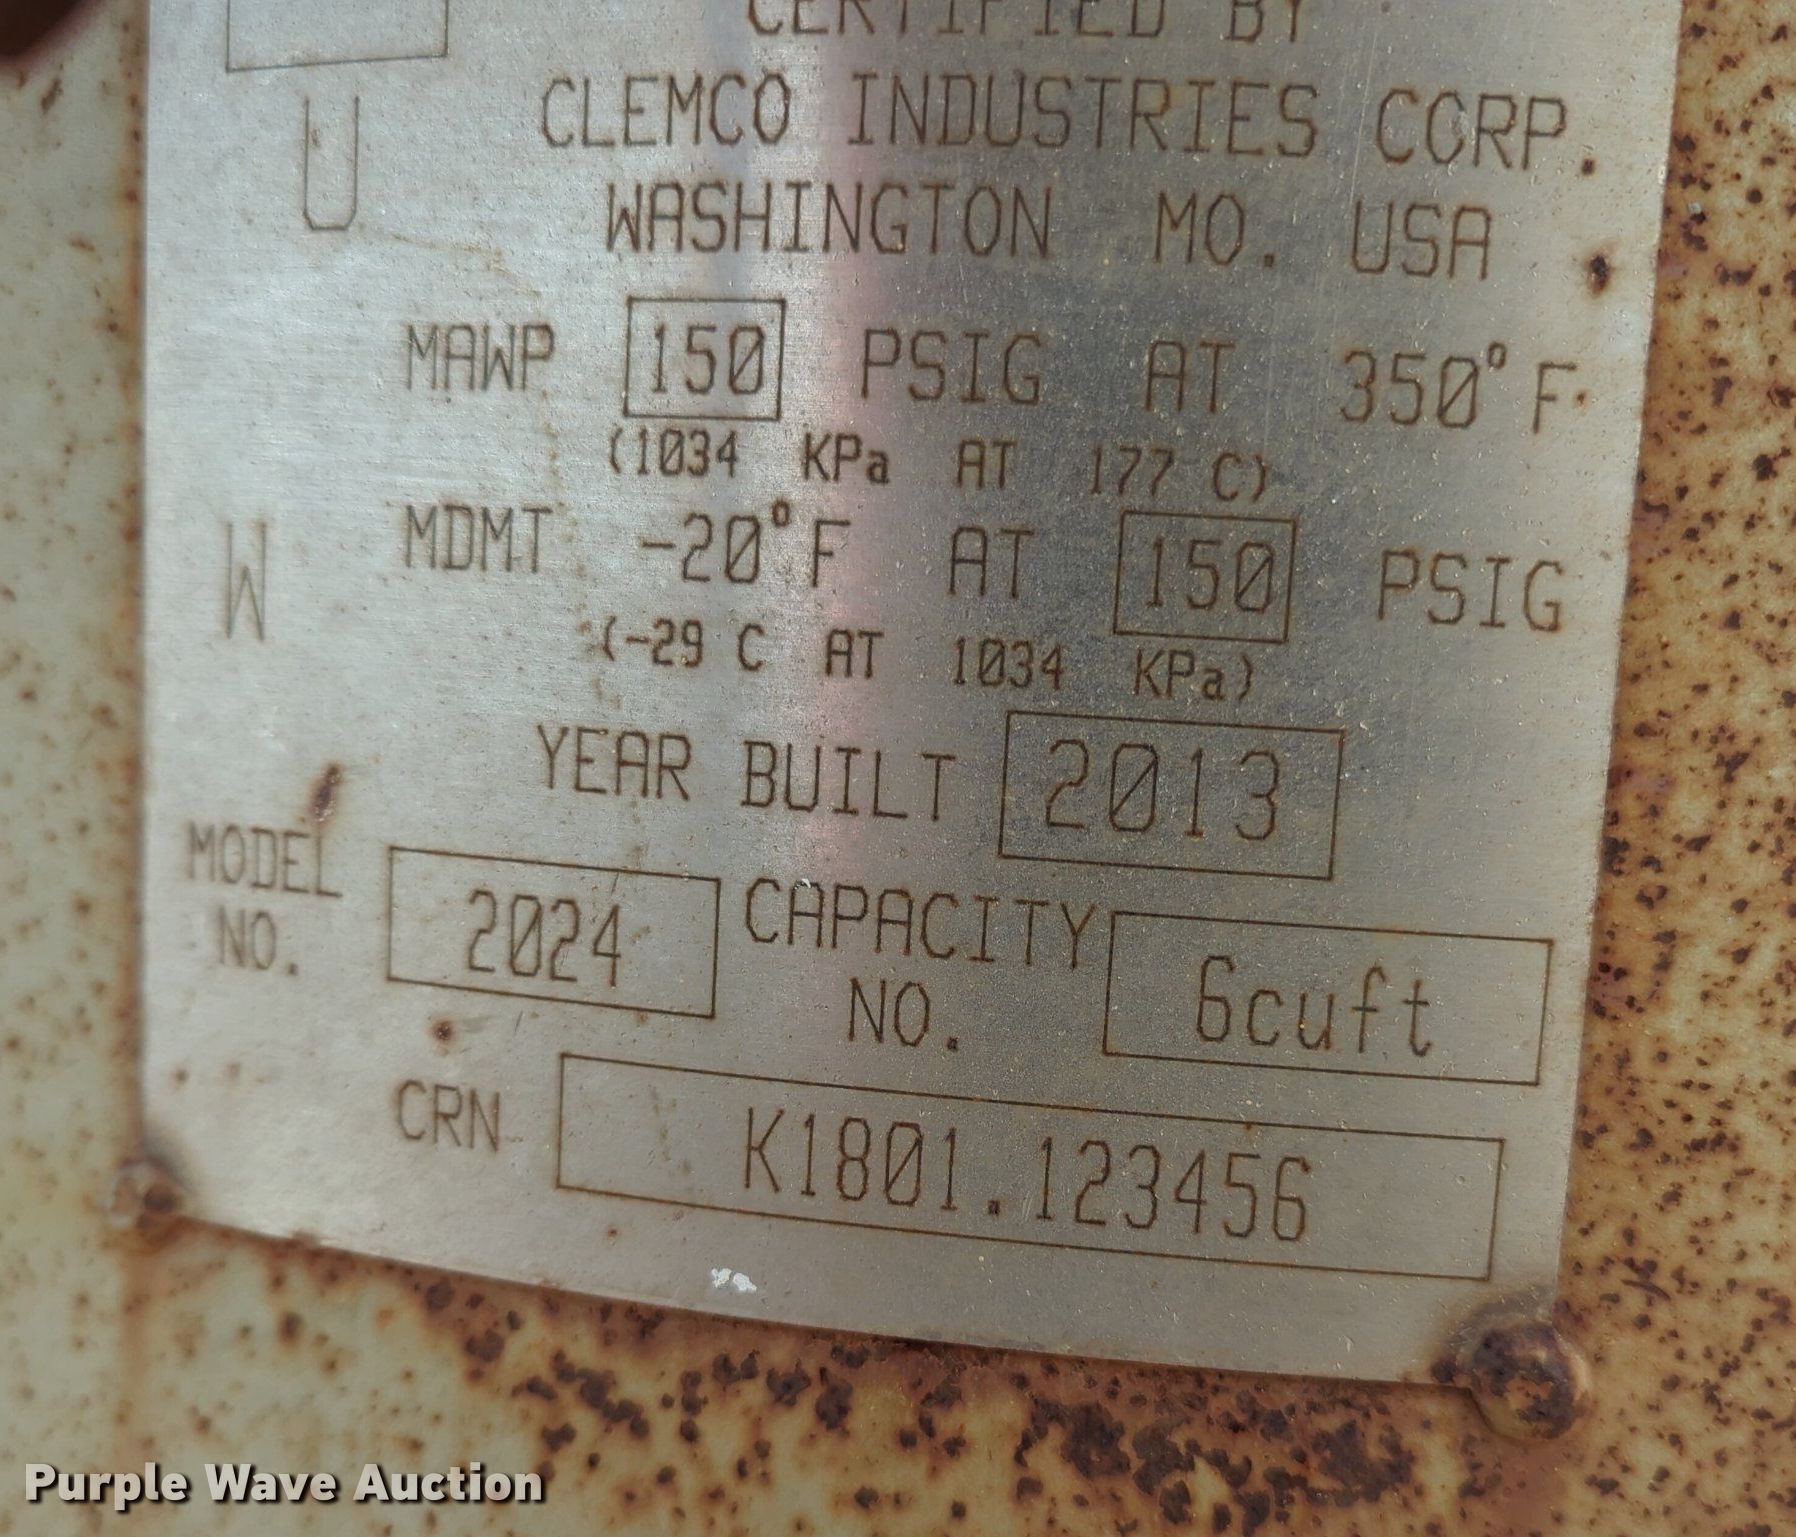 CERTIFIED BY
U
CLEMCO INDUSTRIES CORP.
WASHINGTON MO. USA
MAWP 150 PSIG AT 350°F
(1034 KPa AT 177 C)
W
MDMT -20°F AT 150 PSIG
(-29 C AT 1034 KPa)
YEAR BUILT 2013
MODEL NO. 2024 CAPACITY NO. 6cuft
CRN K1801.123456
Purple Wave Auction